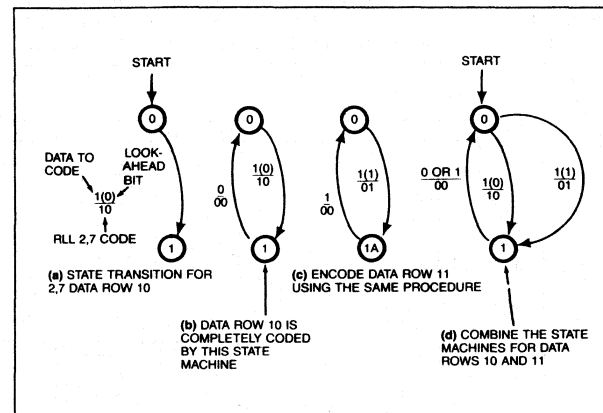 START
0
DATA TO
CODE
LOOK-
AHEAD
BIT
1(0)
10
RLL 2,7 CODE
1
(a) STATE TRANSITION FOR
2,7 DATA ROW 10
0
0
00
1(0)
10
1
(b) DATA ROW 10 IS
COMPLETELY CODED
BY THIS STATE
MACHINE
0
1
00
1(1)
01
1A
(c) ENCODE DATA ROW 11
USING THE SAME PROCEDURE
START
0
0 OR 1
00
1(0)
10
1(1)
01
1
(d) COMBINE THE STATE
MACHINES FOR DATA
ROWS 10 AND 11